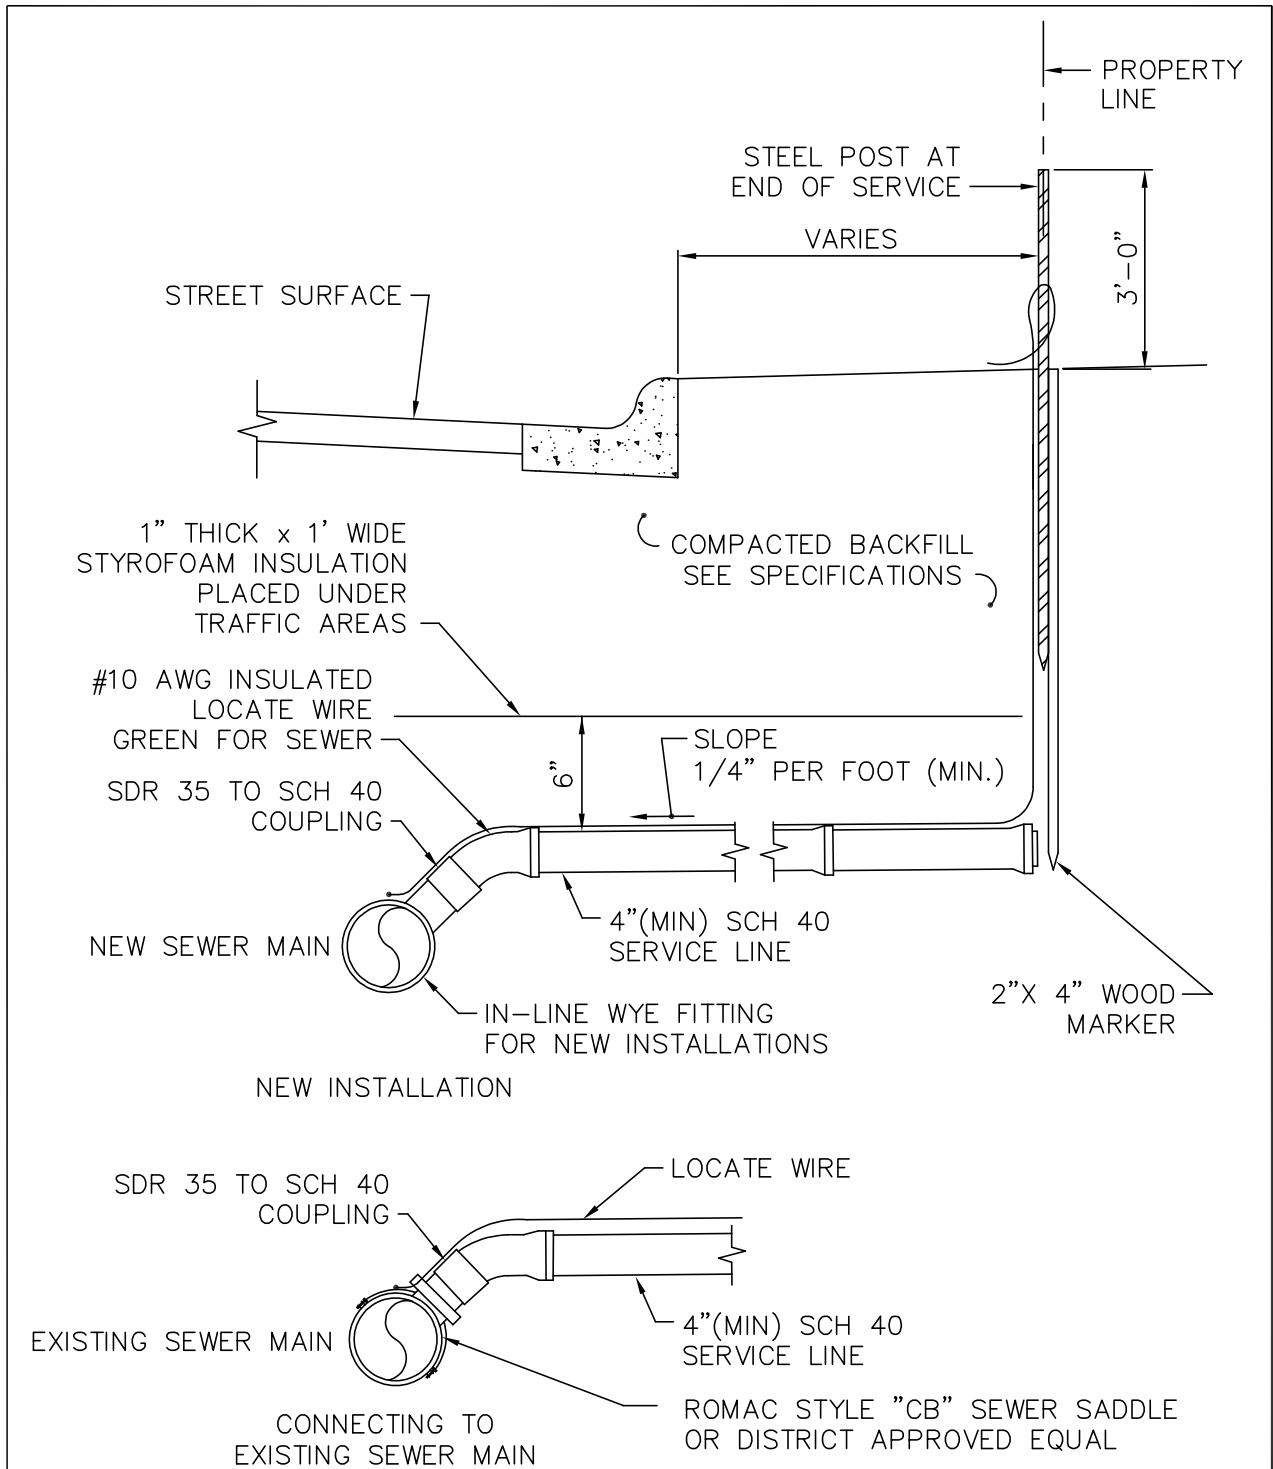 PROPERTY
LINE
STEEL POST AT
END OF SERVICE
VARIES
3'-0"
STREET SURFACE
1" THICK x 1' WIDE
STYROFOAM INSULATION
PLACED UNDER
TRAFFIC AREAS
COMPACTED BACKFILL
SEE SPECIFICATIONS
#10 AWG INSULATED
LOCATE WIRE
GREEN FOR SEWER
6"
SLOPE
1/4" PER FOOT (MIN.)
SDR 35 TO SCH 40
COUPLING
4"(MIN) SCH 40
SERVICE LINE
NEW SEWER MAIN
2"X 4" WOOD
MARKER
IN-LINE WYE FITTING
FOR NEW INSTALLATIONS
NEW INSTALLATION
LOCATE WIRE
SDR 35 TO SCH 40
COUPLING
EXISTING SEWER MAIN
4"(MIN) SCH 40
SERVICE LINE
ROMAC STYLE "CB" SEWER SADDLE
OR DISTRICT APPROVED EQUAL
CONNECTING TO
EXISTING SEWER MAIN